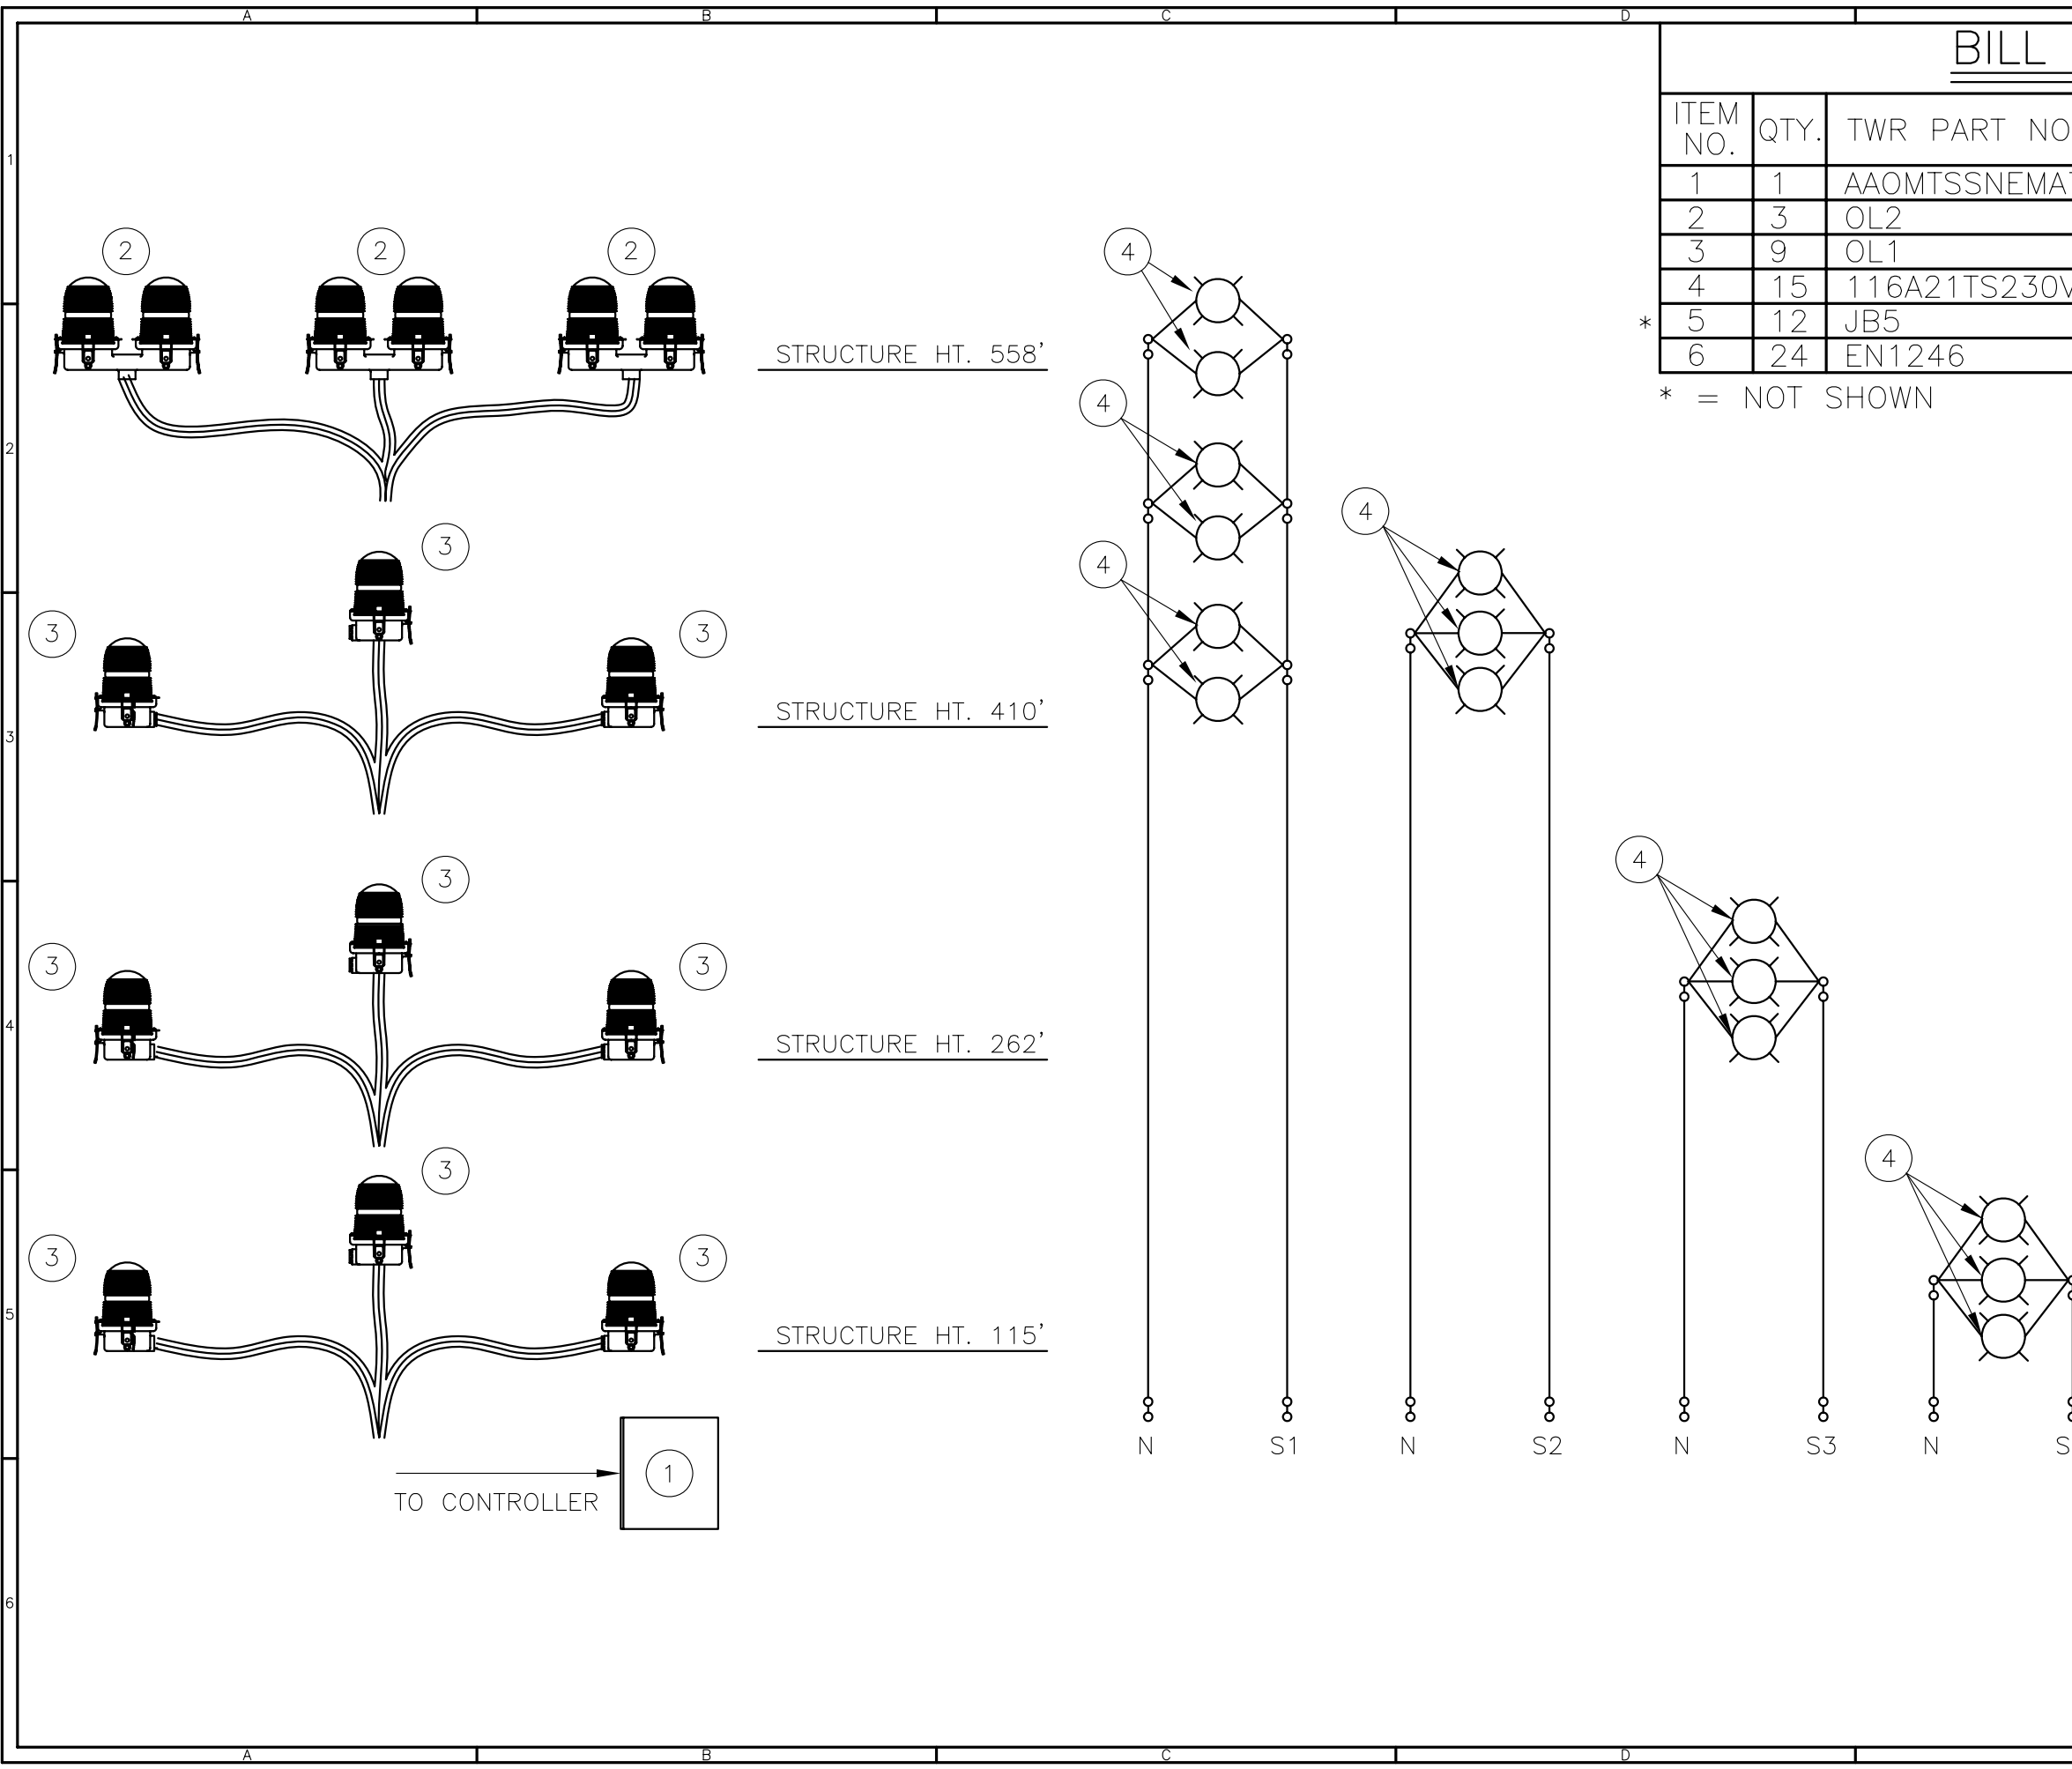 A B C D
BILL
ITEM NO. QTY. TWR PART NO
1 1 AAOMTSSNEMAT
2 3 OL2
3 9 OL1
4 15 116A21TS230V
* 5 12 JB5
6 24 EN1246
* = NOT SHOWN
1
2 2 2 4
STRUCTURE HT. 558'
4
2
4
3
4
3 3
STRUCTURE HT. 410'
3
3
4
3 3
STRUCTURE HT. 262'
4
3
4
3 3
STRUCTURE HT. 115'
5
N S1 N S2 N S3 N S
1
TO CONTROLLER
6
A B C D